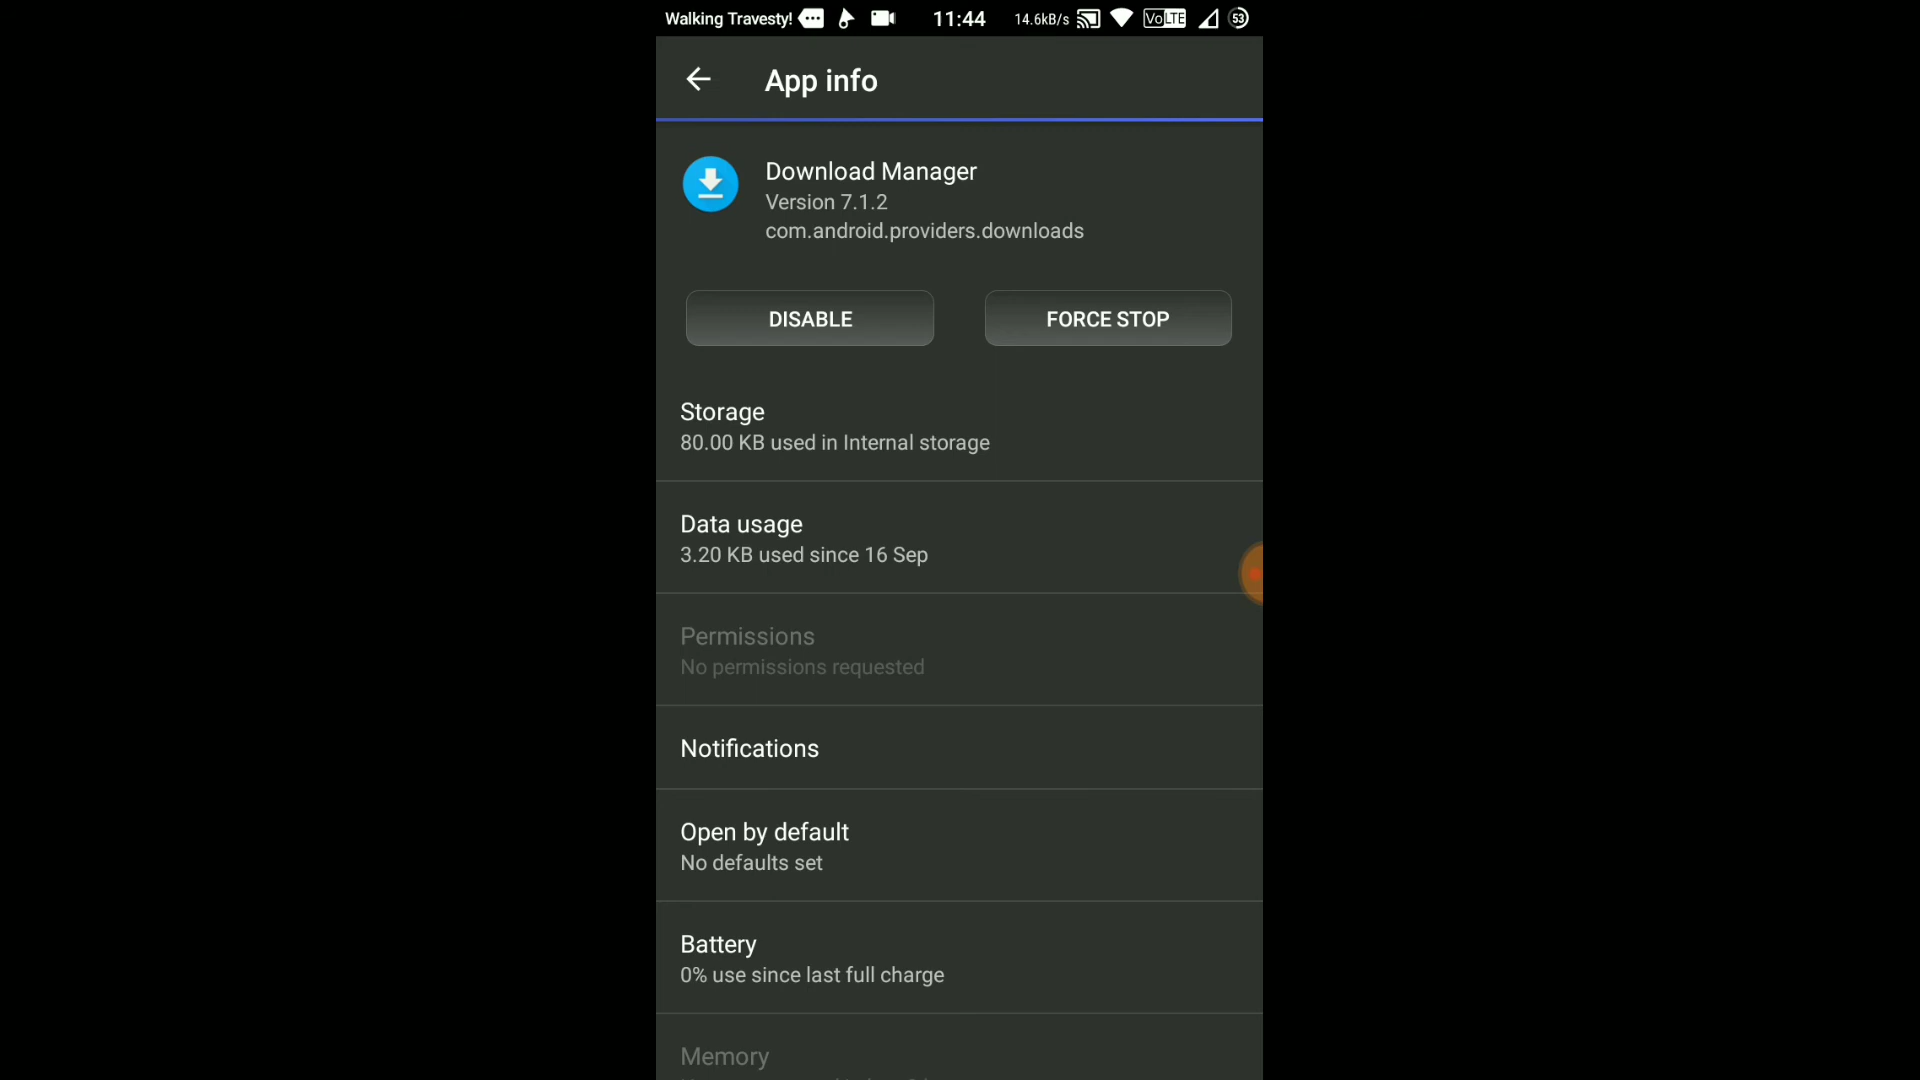 Walking Travesty! 11:44 14.6kB/s VoLTE 53
App info
Download Manager
Version 7.1.2
com.android.providers.downloads
DISABLE FORCE STOP
Storage
80.00 KB used in Internal storage
Data usage
3.20 KB used since 16 Sep
Permissions
No permissions requested
Notifications
Open by default
No defaults set
Battery
0% use since last full charge
Memory